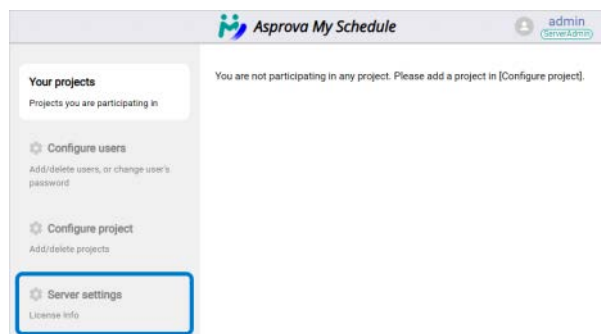 Asprova My Schedule
admin
(ServerAdmin)
Your projects
Projects you are participating in
You are not participating in any project. Please add a project in [Configure project].
Configure users
Add/delete users, or change user's
password
Configure project
Add/delete projects
Server settings
License info